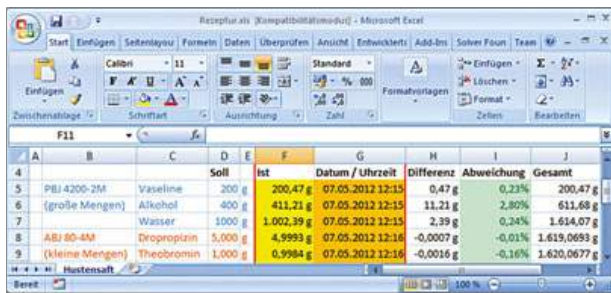 Rezeptur.xls [Kompatibilitätsmodus] - Microsoft Excel
Start Einfügen Seitenlayou Formeln Daten Überprüfen Ansicht Entwicklert Add-Ins Solver Foun Team
Einfügen
Calibri 11
F K U A A
Standard
% 000
Formatvorlagen
Einfügen
Löschen
Format
Zwischenablage Schriftart Ausrichtung Zahl Zellen Bearbeiten
F11 fx
A B C D E F G H I J
4 Soll Ist Datum / Uhrzeit Differenz Abweichung Gesamt
5 PBJ 4200-2M Vaseline 200 g 200,47 g 07.05.2012 12:15 0,47 g 0,23% 200,47 g
6 (große Mengen) Alkohol 400 g 411,21 g 07.05.2012 12:15 11,21 g 2,80% 611,68 g
7 Wasser 1000 g 1.002,39 g 07.05.2012 12:15 2,39 g 0,24% 1.614,07 g
8 ABJ 80-4M Dropropizin 5,000 g 4,9993 g 07.05.2012 12:16 -0,0007 g -0,01% 1.619,0693 g
9 (kleine Mengen) Theobromin 1,000 g 0,9984 g 07.05.2012 12:16 -0,0016 g -0,16% 1.620,0677 g
Hustensaft
Bereit 100 %